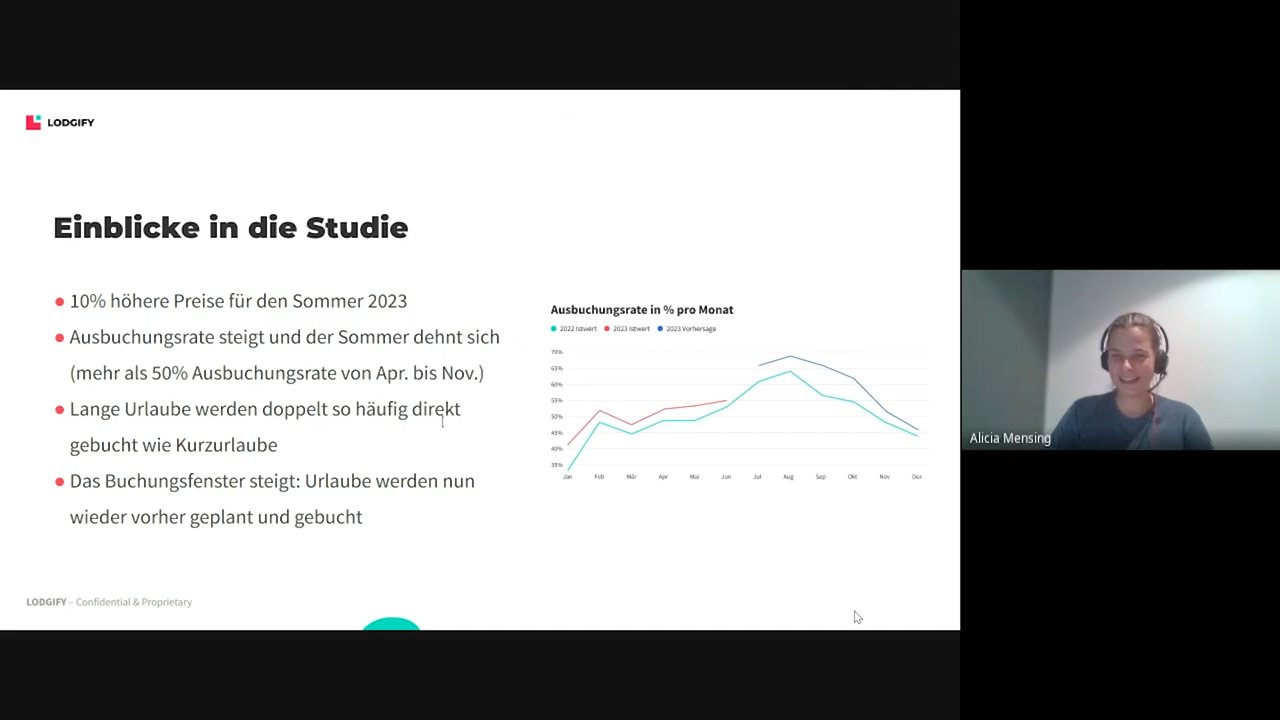 LODGIFY
Einblicke in die Studie
10% höhere Preise für den Sommer 2023
Ausbuchungsrate steigt und der Sommer dehnt sich
(mehr als 50% Ausbuchungsrate von Apr. bis Nov.)
Lange Urlaube werden doppelt so häufig direkt
gebucht wie Kurzurlaube
Das Buchungsfenster steigt: Urlaube werden nun
wieder vorher geplant und gebucht
Ausbuchungsrate in % pro Monat
2022 Istwert 2023 Istwert 2023 Vorhersage
70%
65%
60%
55%
50%
45%
40%
35%
Jan Feb Mär Apr Mai Jun Jul Aug Sep Okt Nov Dez
LODGIFY – Confidential & Proprietary
Alicia Mensing